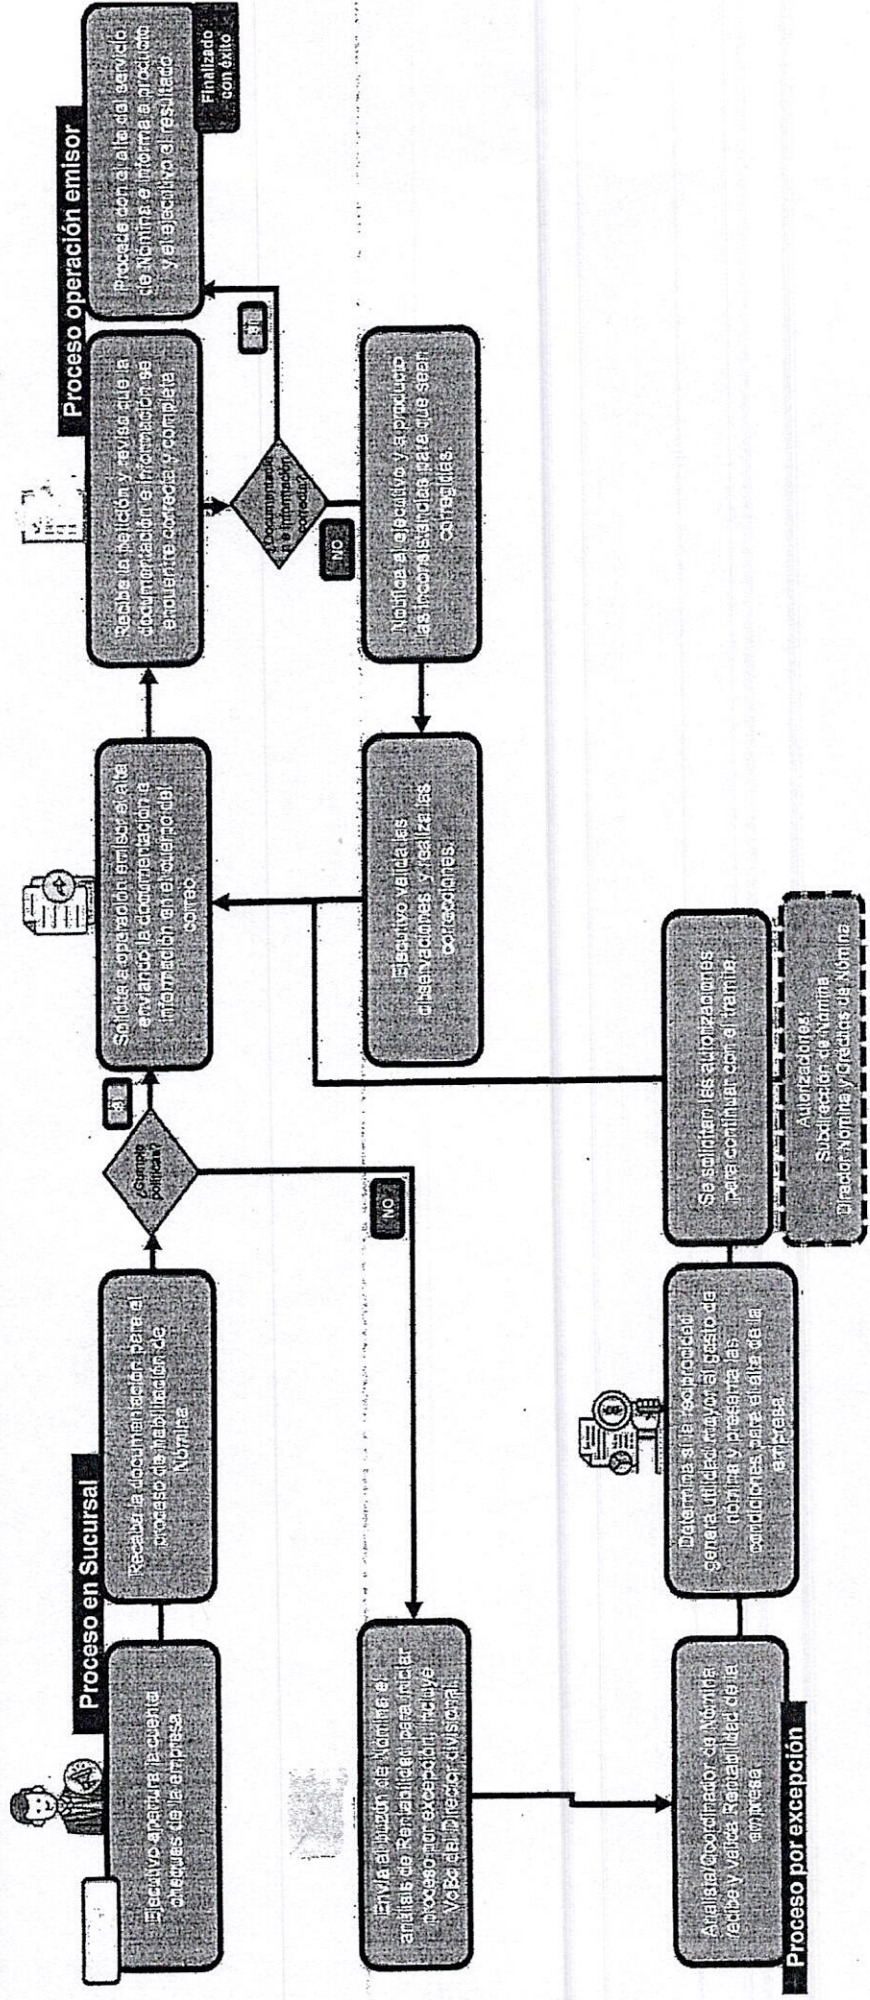 Proceso en Sucursal
Ejecutivo apertura la cuenta
cheques de la empresa.
Recaba la documentación para el
proceso de habilitación de
Nómina
¿Cumple
políticas?
SI
NO
Solicita a operación emisor el alta
enviando la documentación e
información en el cuerpo del
correo.
Proceso operación emisor
Recibe la petición y revisa que la
documentación e información se
encuentre correcta y completa
¿Documentació
n e información
correcta?
SI
NO
Procede con el alta del servicio
de Nómina e informa a producto
y el ejecutivo el resultado.
Finalizado
con éxito
Notifica al ejecutivo y a producto
las inconsistencias para que sean
corregidas.
Ejecutivo valida las
observaciones y realiza las
correcciones.
Envía al buzón de Nómina el
análisis de Rentabilidad para iniciar
proceso por excepción, incluye
VoBo del Director divisional.
Analista/Coordinador de Nómina
recibe y valida Rentabilidad de la
empresa
Proceso por excepción
Determina si la reciprocidad
genera utilidad mayor al gasto de
nómina y presenta las
condiciones para el alta de la
empresa.
Se solicitan las autorizaciones
para continuar con el tramite.
Autorizaciones:
Subdirección de Nómina
Director Nómina y Créditos de Nómina